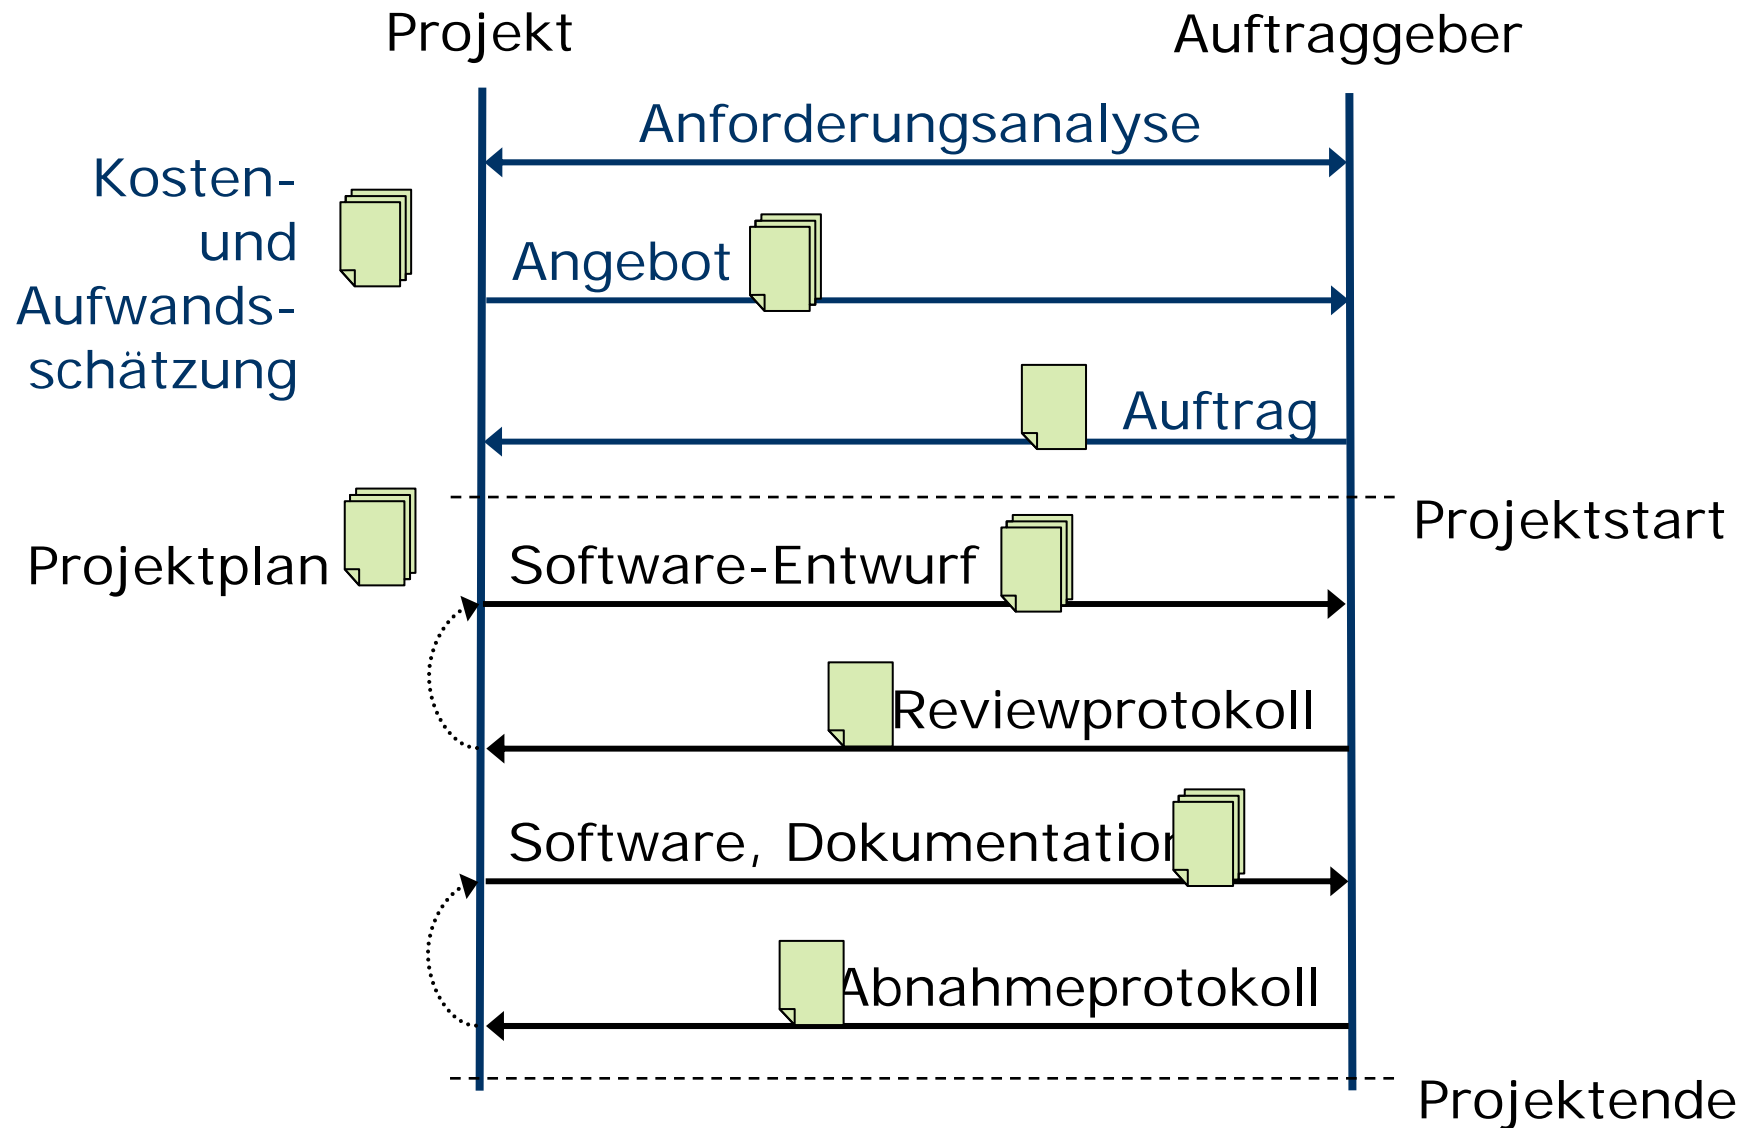 Projekt
Auftraggeber
Anforderungsanalyse
Kosten-
und
Aufwands-
schätzung
Angebot
Auftrag
Projektstart
Projektplan
Software-Entwurf
Reviewprotokoll
Software, Dokumentation
Abnahmeprotokoll
Projektende